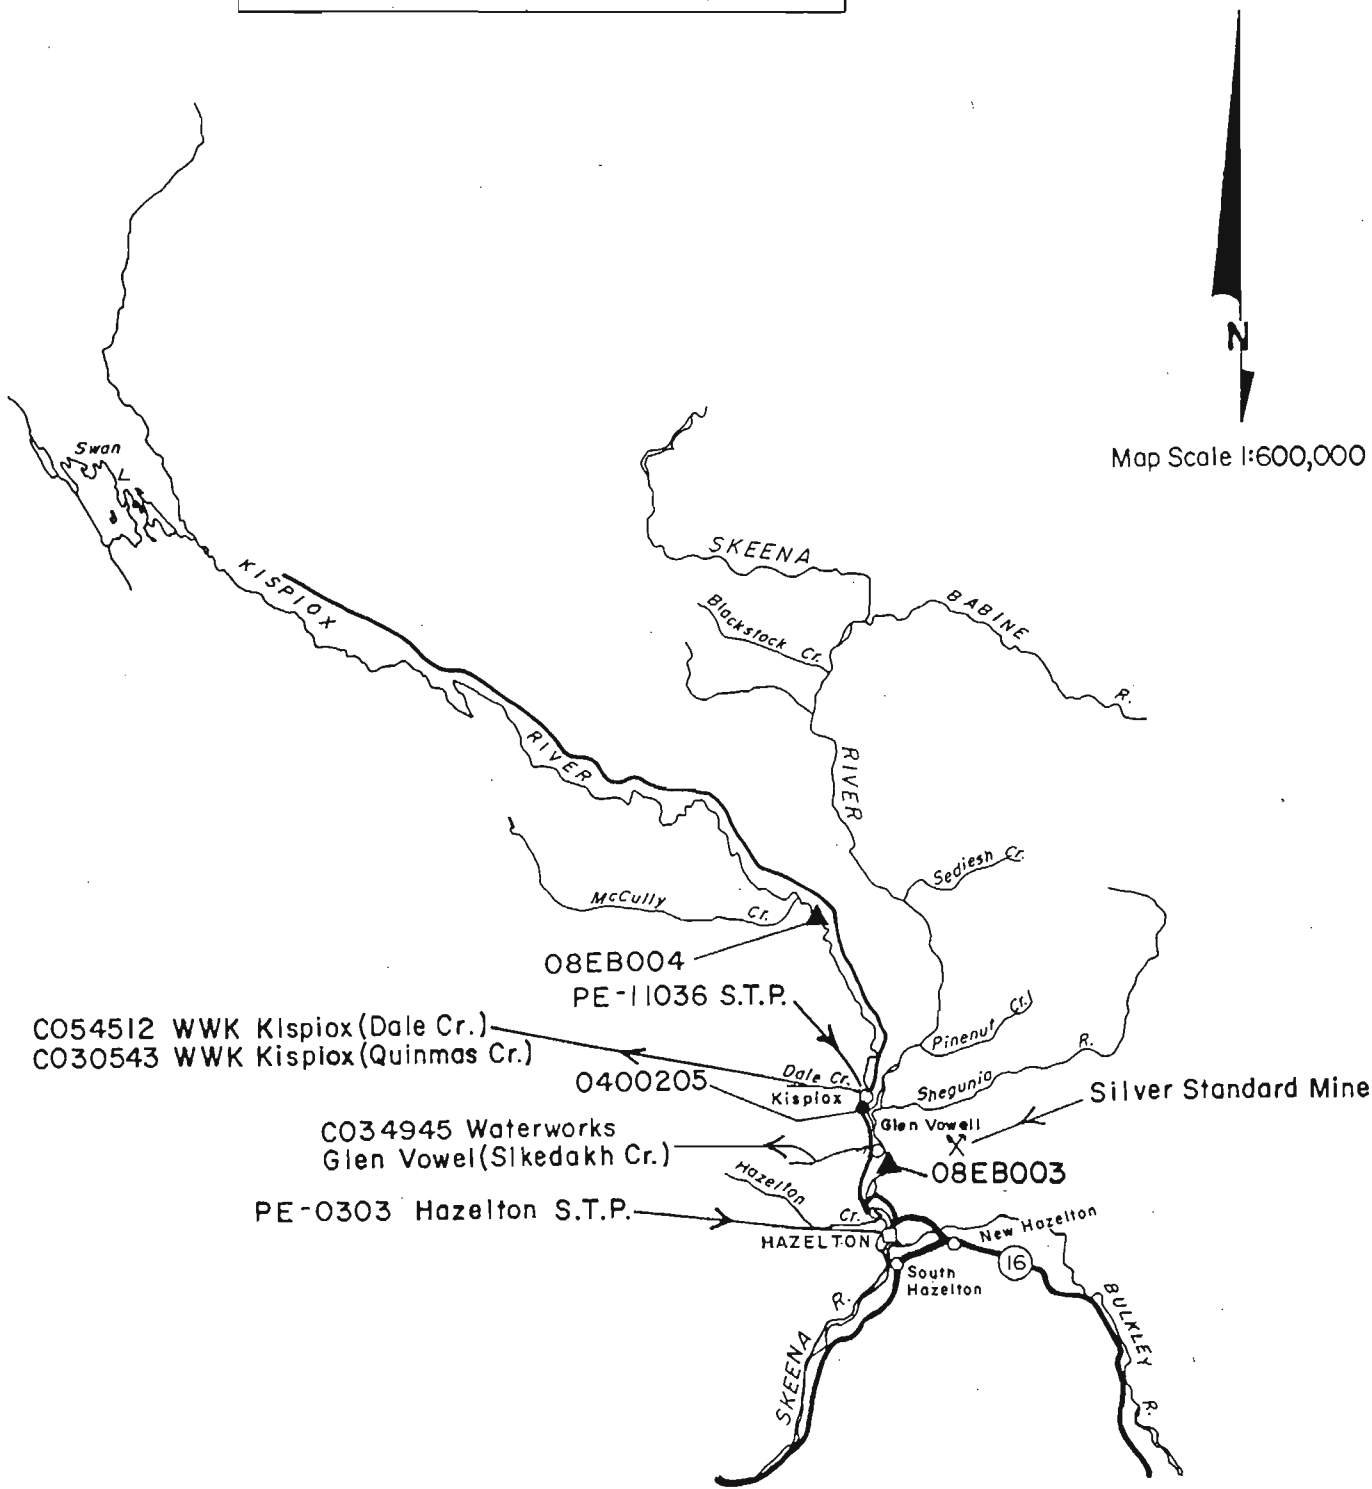 N
Map Scale 1:600,000
Swan
L
KISPIOX
SKEENA
BABINE
R.
Blackstock Cr.
RIVER
RIVER
Sediesh Cr.
McCully Cr.
08EB004
PE-11036 S.T.P.
CO54512 WWK Kispiox (Dale Cr.)
CO30543 WWK Kispiox (Quinmas Cr.)
Pinenut Cr.
Dale Cr.
0400205
Kispiox
Shegunia R.
Silver Standard Mine
Glen Vowell
CO34945 Waterworks
Glen Vowel (Sikedakh Cr.)
08EB003
Hazelton Cr.
PE-0303 Hazelton S.T.P.
HAZELTON
New Hazelton
16
South
Hazelton
SKEENA R.
BULKLEY R.